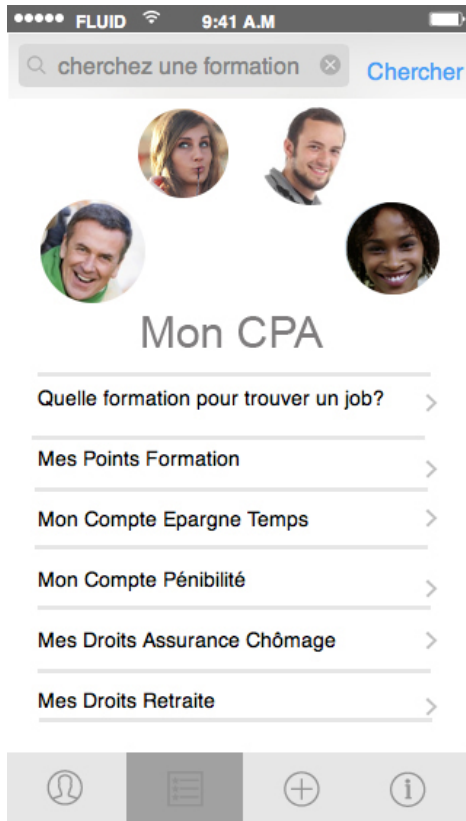 FLUID 9:41 A.M
cherchez une formation Chercher
Mon CPA
Quelle formation pour trouver un job?
Mes Points Formation
Mon Compte Epargne Temps
Mon Compte Pénibilité
Mes Droits Assurance Chômage
Mes Droits Retraite